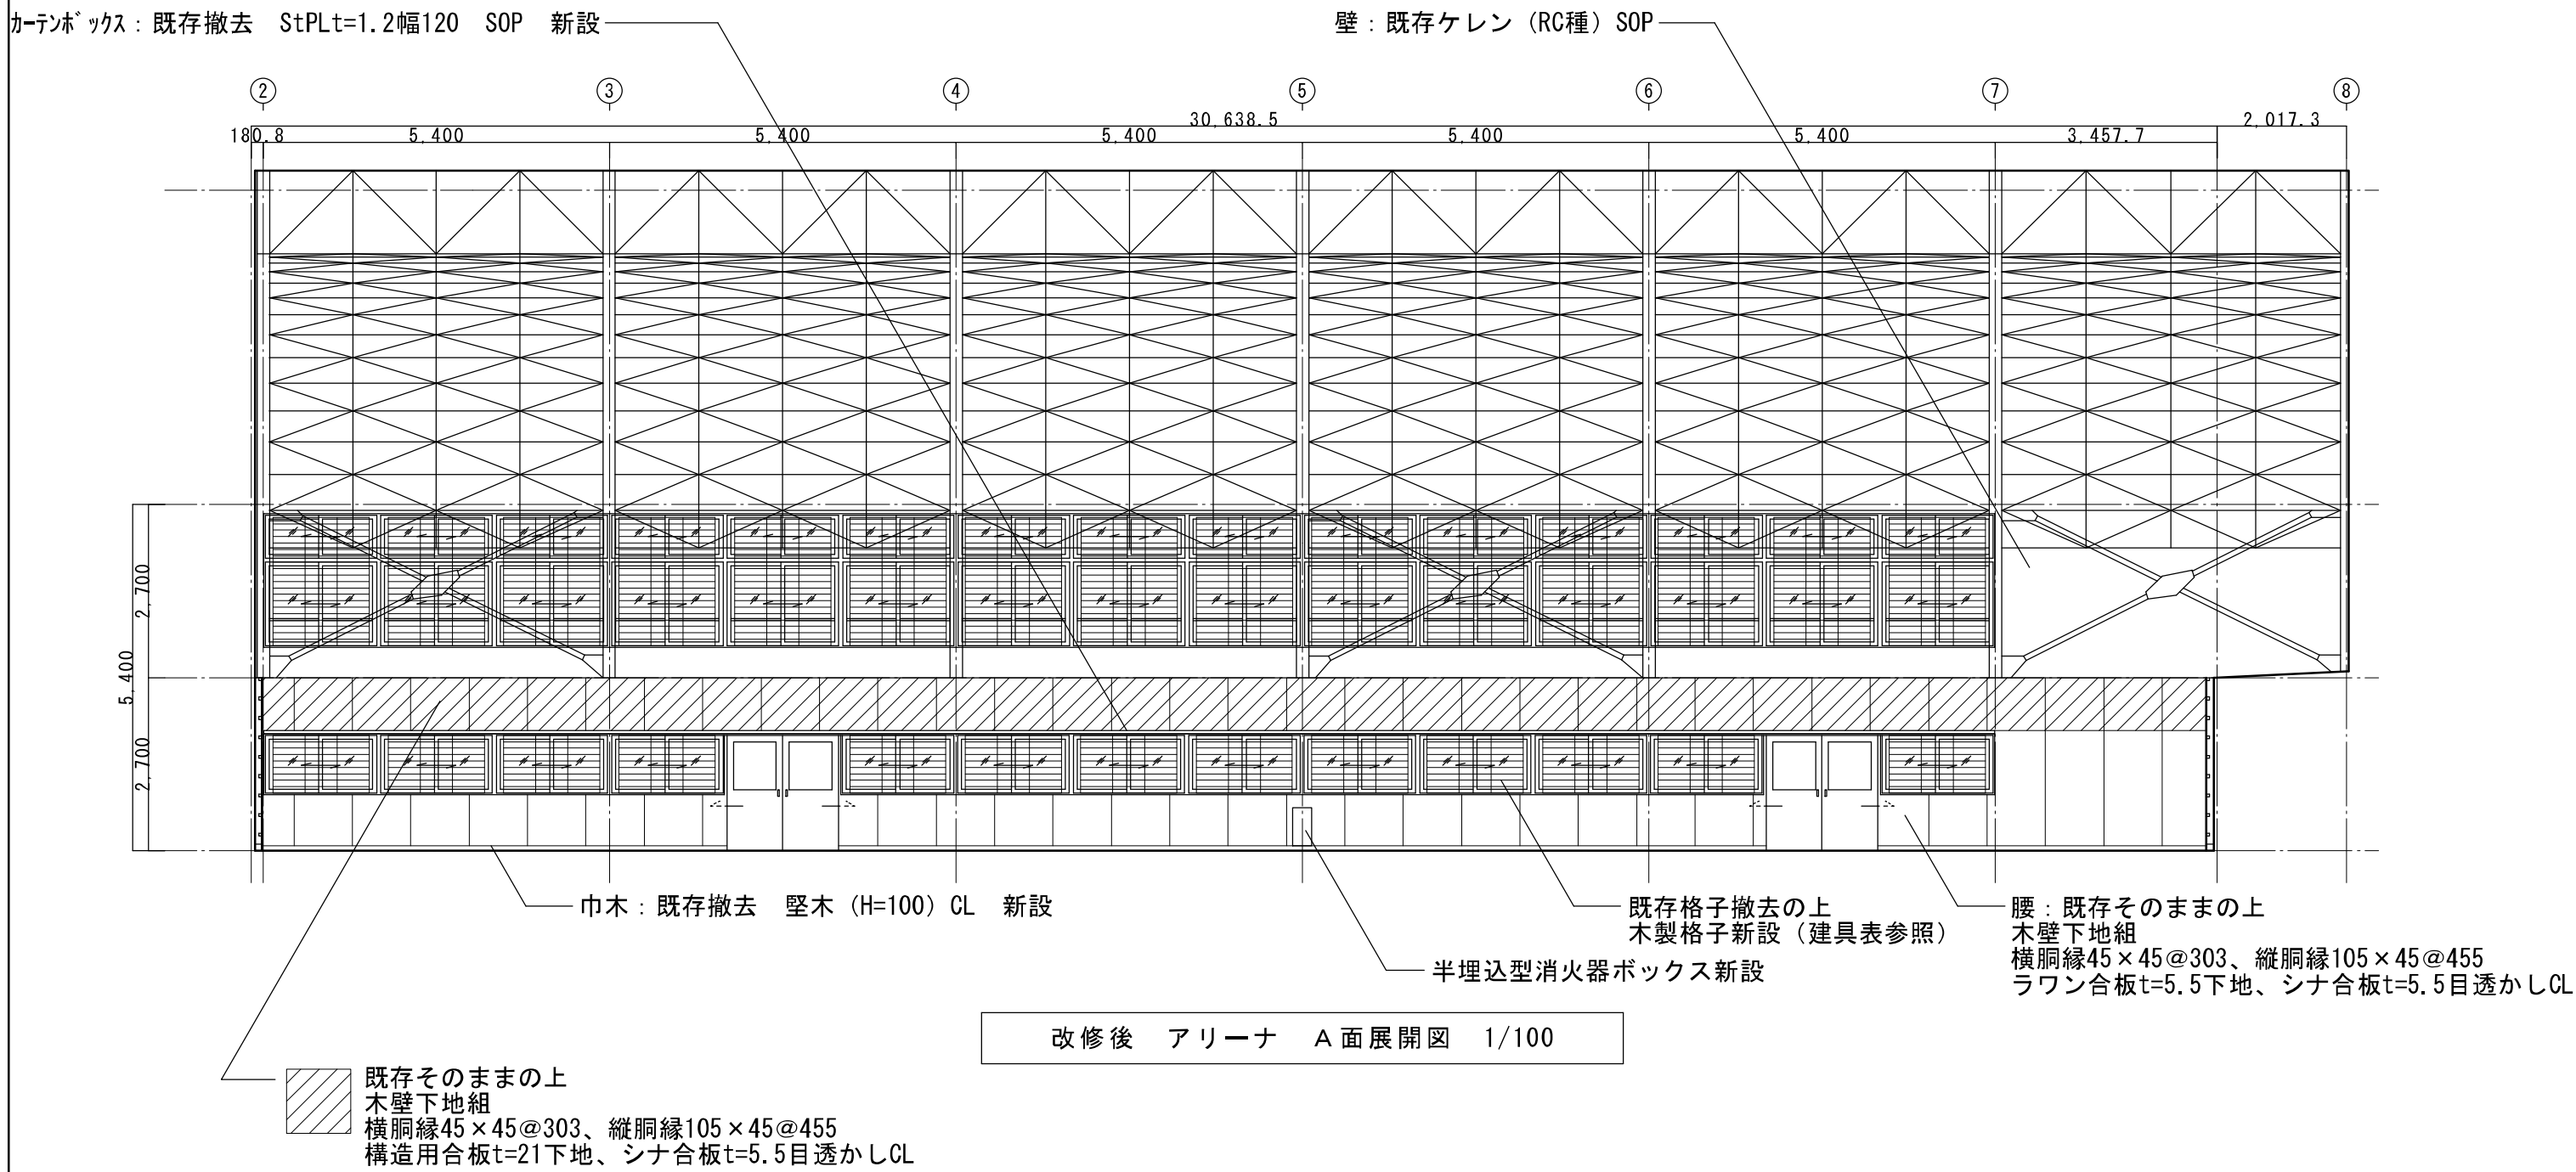 カーテンボックス：既存撤去　StPLt=1.2幅120　SOP　新設
壁：既存ケレン（RC種）SOP
② ③ ④ ⑤ ⑥ ⑦ ⑧
30,638.5
2,017.3
180.8 5,400 5,400 5,400 5,400 5,400 3,457.7
2,700
5,400
2,700
巾木：既存撤去　堅木（H=100）CL　新設
既存格子撤去の上
木製格子新設（建具表参照）
半埋込型消火器ボックス新設
腰：既存そのままの上
木壁下地組
横胴縁45×45@303、縦胴縁105×45@455
ラワン合板t=5.5下地、シナ合板t=5.5目透かしCL
改修後　アリーナ　A面展開図　1/100
既存そのままの上
木壁下地組
横胴縁45×45@303、縦胴縁105×45@455
構造用合板t=21下地、シナ合板t=5.5目透かしCL